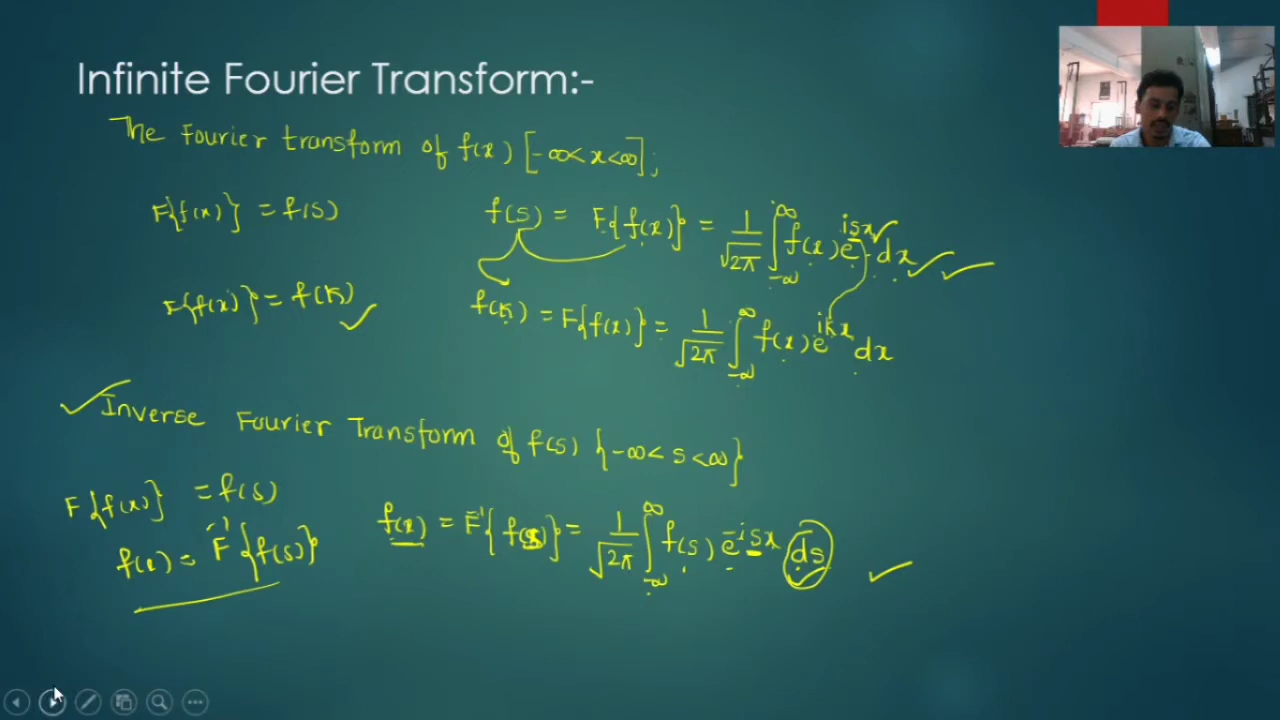 Infinite Fourier Transform:-
The Fourier transform of f(x) [-∞< x <∞];
F{f(x)} = f(s)
f(s) = F{f(x)} = 1/√2π ∫_-∞^∞ f(x) e^isx . dx
F{f(x)} = f(k)
f(k) = F{f(x)} = 1/√2π ∫_-∞^∞ f(x) e^ikx dx
Inverse Fourier Transform of f(s) {-∞< s <∞}
F{f(x)} = f(s)
f(x) = F^-1{f(s)}
f(x) = F^-1{f(s)} = 1/√2π ∫_-∞^∞ f(s) e^-isx ds